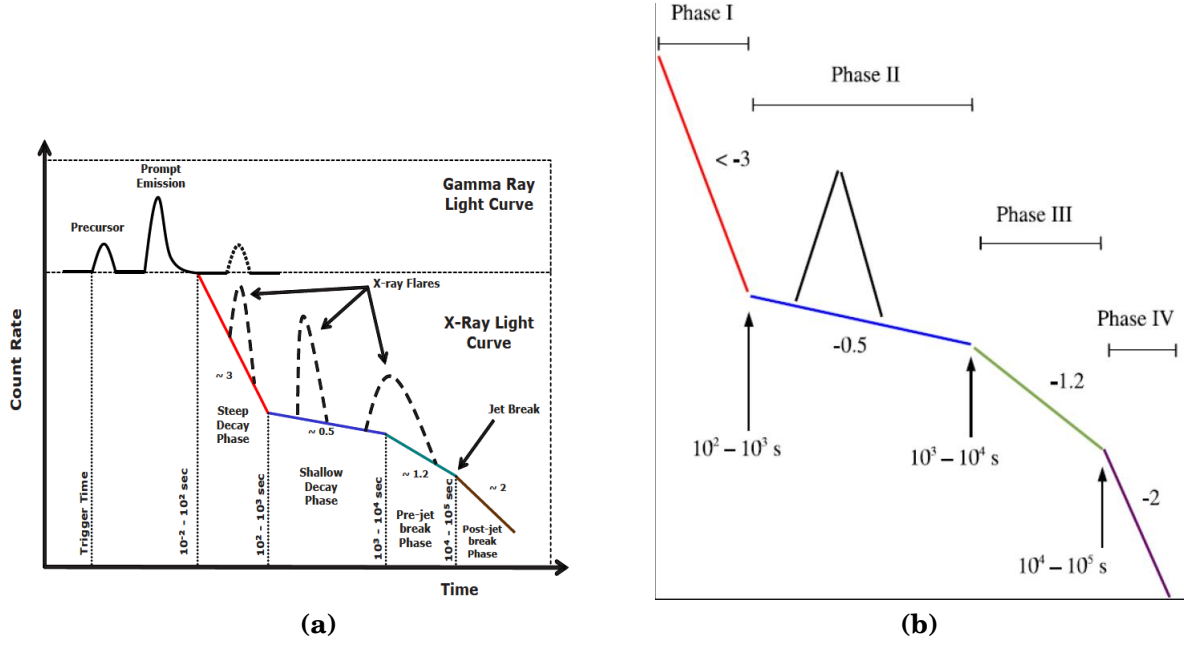 Gamma Ray
Light Curve
Prompt
Emission
Precursor
X-ray Flares
X-Ray Light
Curve
Count Rate
~ 3
Steep
Decay
Phase
~ 0.5
Shallow
Decay
Phase
Jet Break
~ 1.2
Pre-jet
break
Phase
~ 2
Post-jet
break
Phase
Trigger Time
10⁻² - 10² sec
10² - 10³ sec
10³ - 10⁴ sec
10⁴ - 10⁵ sec
Time
(a)
Phase I
Phase II
< -3
Phase III
Phase IV
-0.5
-1.2
10² – 10³ s
10³ – 10⁴ s
-2
10⁴ – 10⁵ s
(b)